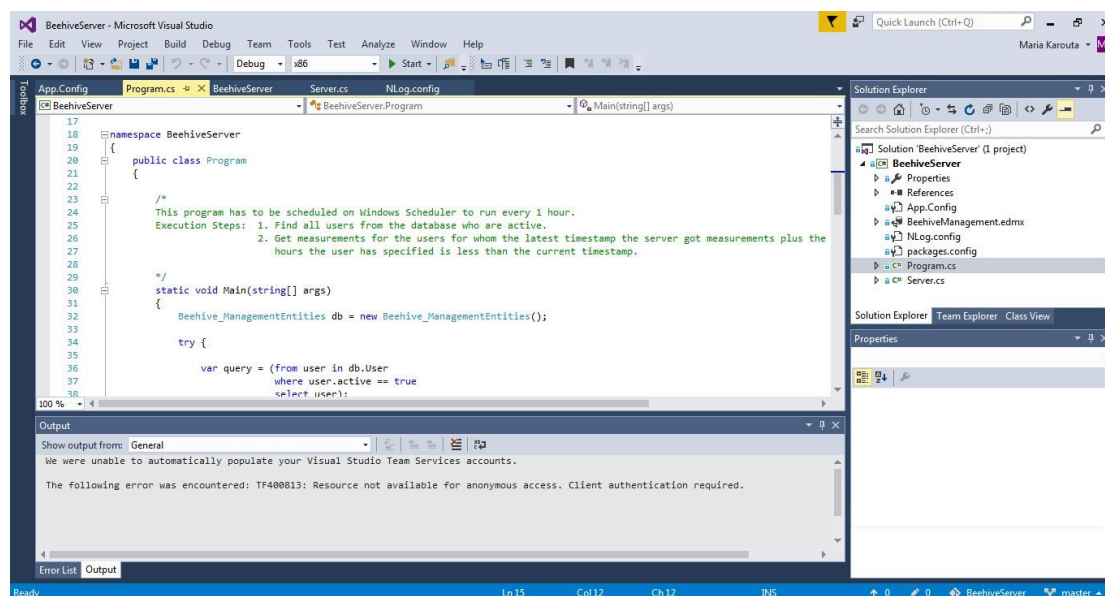 BeehiveServer - Microsoft Visual Studio
Quick Launch (Ctrl+Q)
File Edit View Project Build Debug Team Tools Test Analyze Window Help
Maria Karouta
Debug x86 Start
Toolbox
App.Config Program.cs BeehiveServer Server.cs NLog.config
BeehiveServer BeehiveServer.Program Main(string[] args)
17
18 namespace BeehiveServer
19 {
20 public class Program
21 {
22
23 /*
24 This program has to be scheduled on Windows Scheduler to run every 1 hour.
25 Execution Steps: 1. Find all users from the database who are active.
26 2. Get measurements for the users for whom the latest timestamp the server got measurements plus the
27 hours the user has specified is less than the current timestamp.
28
29 */
30 static void Main(string[] args)
31 {
32 Beehive_ManagementEntities db = new Beehive_ManagementEntities();
33
34 try {
35
36 var query = (from user in db.User
37 where user.active == true
38 select user);
100 %
Solution Explorer
Search Solution Explorer (Ctrl+;)
Solution 'BeehiveServer' (1 project)
BeehiveServer
Properties
References
App.Config
BeehiveManagement.edmx
NLog.config
packages.config
Program.cs
Server.cs
Solution Explorer Team Explorer Class View
Properties
Output
Show output from: General
We were unable to automatically populate your Visual Studio Team Services accounts.
The following error was encountered: TF400813: Resource not available for anonymous access. Client authentication required.
Error List Output
Ready Ln 15 Col 12 Ch 12 INS 0 0 BeehiveServer master